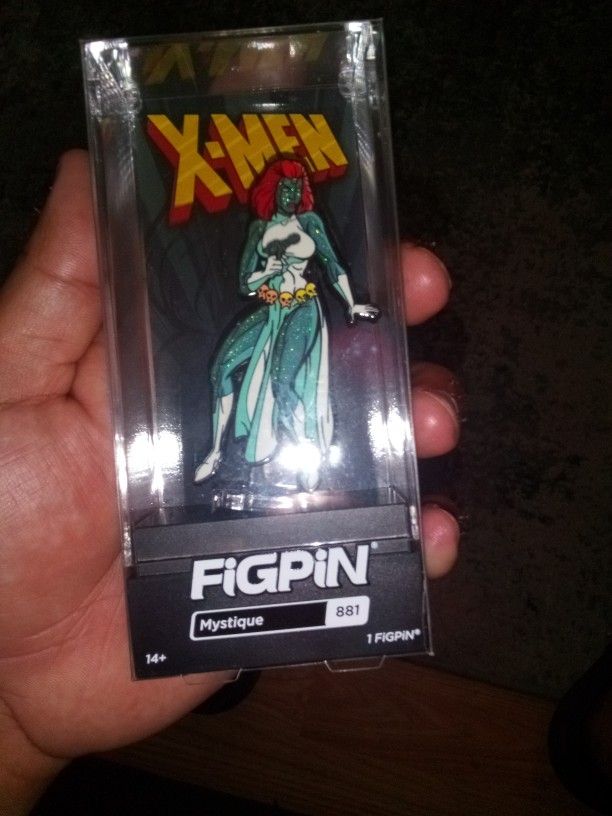 X-MEN
FiGPiN®
Mystique 881
14+ 1 FiGPiN®